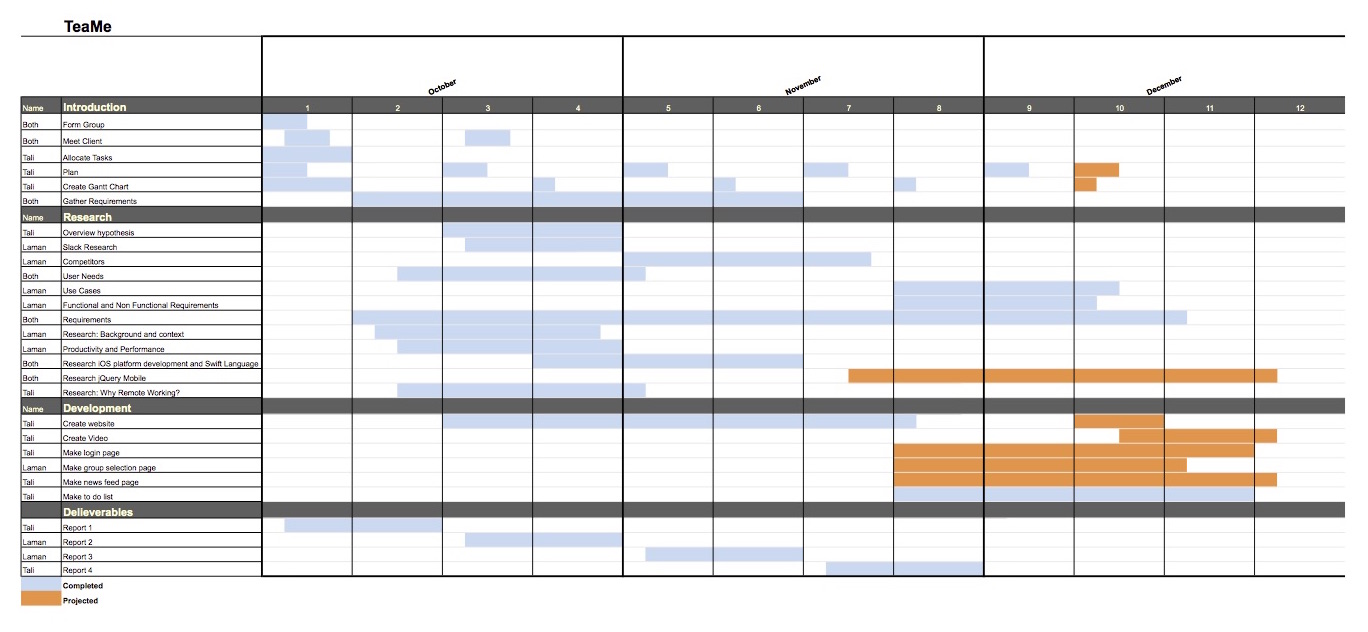 TeaMe
October November December
Name Introduction 1 2 3 4 5 6 7 8 9 10 11 12
Both Form Group
Both Meet Client
Tali Allocate Tasks
Tali Plan
Tali Create Gantt Chart
Both Gather Requirements
Name Research
Tali Overview hypothesis
Laman Slack Research
Laman Competitors
Both User Needs
Laman Use Cases
Laman Functional and Non Functional Requirements
Both Requirements
Laman Research: Background and context
Laman Productivity and Performance
Both Research iOS platform development and Swift Language
Both Research jQuery Mobile
Tali Research: Why Remote Working?
Name Development
Tali Create website
Tali Create Video
Tali Make login page
Laman Make group selection page
Tali Make news feed page
Tali Make to do list
Delieverables
Tali Report 1
Laman Report 2
Laman Report 3
Tali Report 4
Completed
Projected